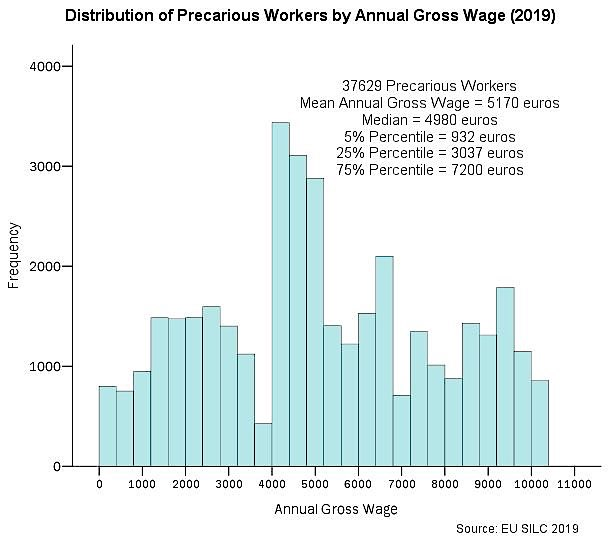 Distribution of Precarious Workers by Annual Gross Wage (2019)
4000
37629 Precarious Workers
Mean Annual Gross Wage = 5170 euros
Median = 4980 euros
5% Percentile = 932 euros
25% Percentile = 3037 euros
75% Percentile = 7200 euros
3000
Frequency
2000
1000
0
0 1000 2000 3000 4000 5000 6000 7000 8000 9000 10000 11000
Annual Gross Wage
Source: EU SILC 2019